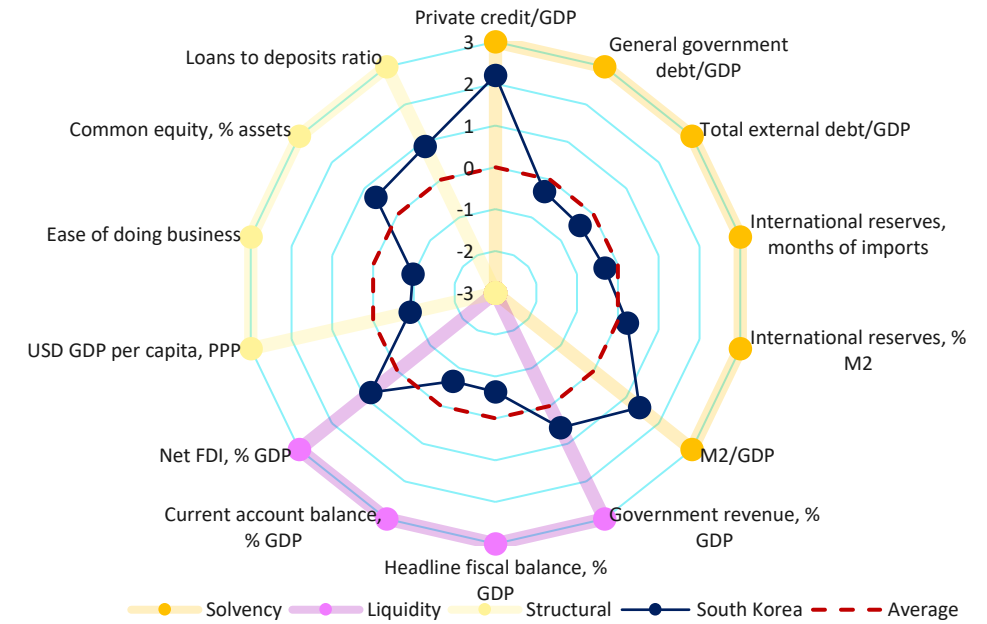 Private credit/GDP
General government
debt/GDP
Total external debt/GDP
International reserves,
months of imports
International reserves, %
M2
M2/GDP
Government revenue, %
GDP
Headline fiscal balance, %
GDP
Current account balance,
% GDP
Net FDI, % GDP
USD GDP per capita, PPP
Ease of doing business
Common equity, % assets
Loans to deposits ratio
3
2
1
0
-1
-2
-3
Solvency
Liquidity
Structural
South Korea
Average